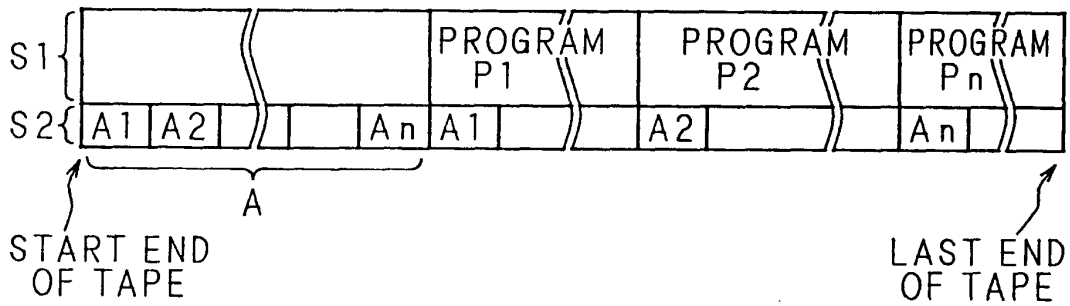 S1 PROGRAM P1 PROGRAM P2 PROGRAM Pn
S2 A1 A2 An A1 A2 An
A
START END
OF TAPE
LAST END
OF TAPE